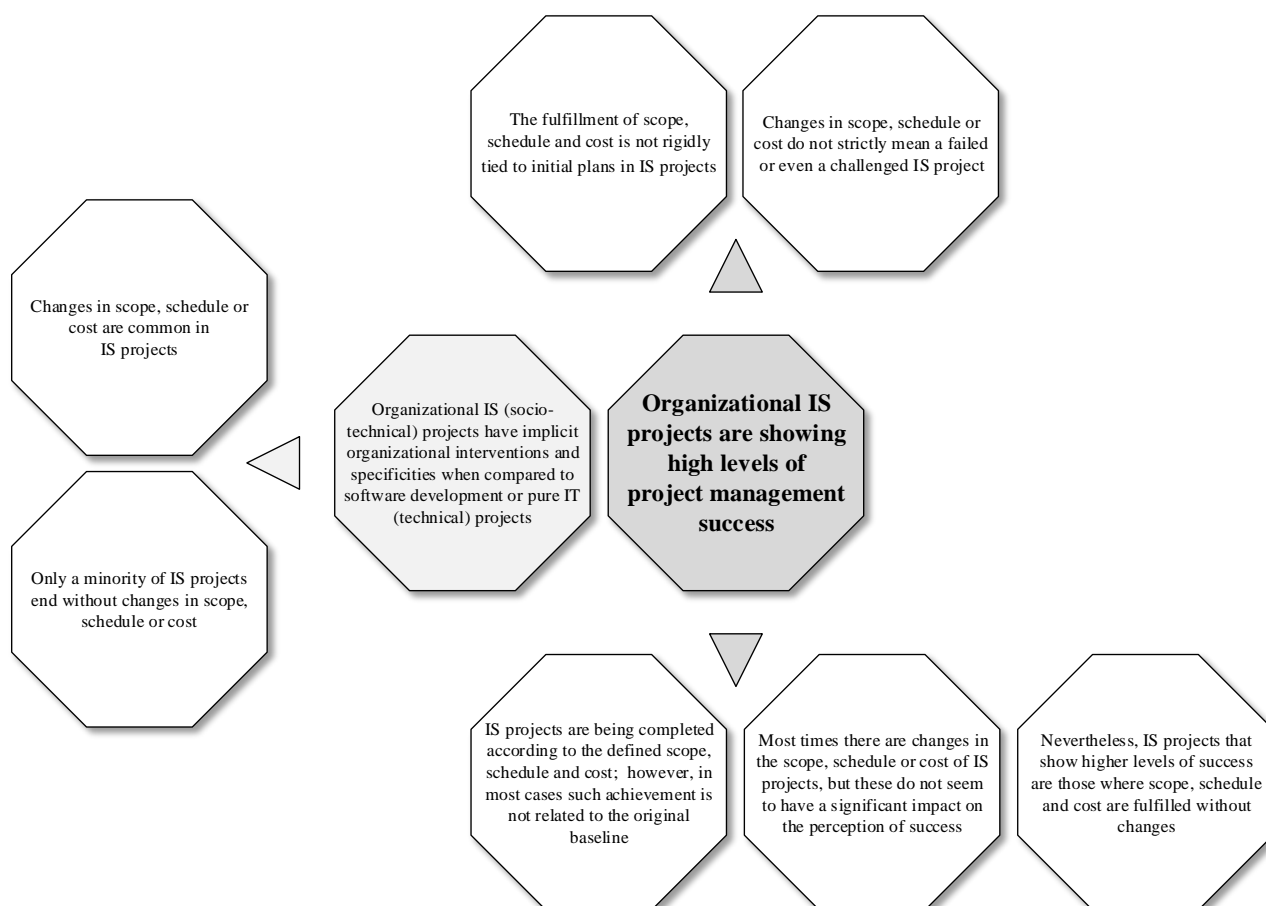 The fulfillment of scope,
schedule and cost is not rigidly
tied to initial plans in IS projects
Changes in scope, schedule or
cost do not strictly mean a failed
or even a challenged IS project
Changes in scope, schedule or
cost are common in
IS projects
Organizational IS (socio-
technical) projects have implicit
organizational interventions and
specificities when compared to
software development or pure IT
(technical) projects
Organizational IS
projects are showing
high levels of
project management
success
Only a minority of IS projects
end without changes in scope,
schedule or cost
IS projects are being completed
according to the defined scope,
schedule and cost; however, in
most cases such achievement is
not related to the original
baseline
Most times there are changes in
the scope, schedule or cost of IS
projects, but these do not seem
to have a significant impact on
the perception of success
Nevertheless, IS projects that
show higher levels of success
are those where scope, schedule
and cost are fulfilled without
changes